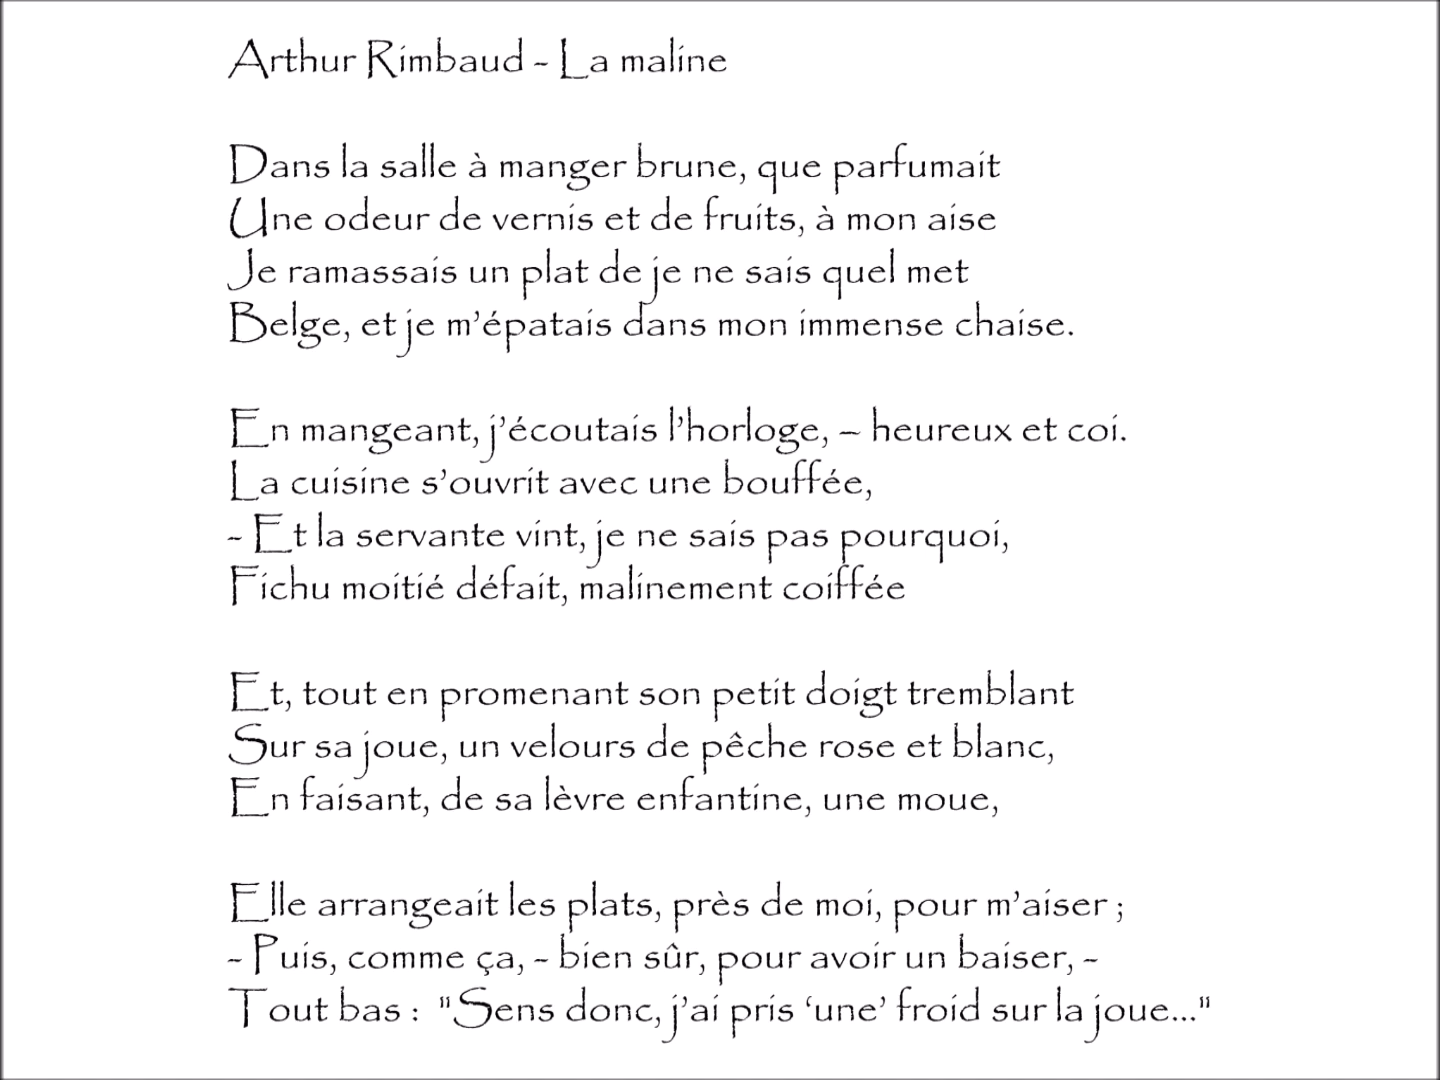 Arthur Rimbaud - La maline
Dans la salle à manger brune, que parfumait
Une odeur de vernis et de fruits, à mon aise
Je ramassais un plat de je ne sais quel met
Belge, et je m’épatais dans mon immense chaise.
En mangeant, j’écoutais l’horloge, – heureux et coi.
La cuisine s’ouvrit avec une bouffée,
- Et la servante vint, je ne sais pas pourquoi,
Fichu moitié défait, malinement coiffée
Et, tout en promenant son petit doigt tremblant
Sur sa joue, un velours de pêche rose et blanc,
En faisant, de sa lèvre enfantine, une moue,
Elle arrangeait les plats, près de moi, pour m’aiser ;
- Puis, comme ça, - bien sûr, pour avoir un baiser, -
Tout bas : "Sens donc, j’ai pris ‘une’ froid sur la joue..."